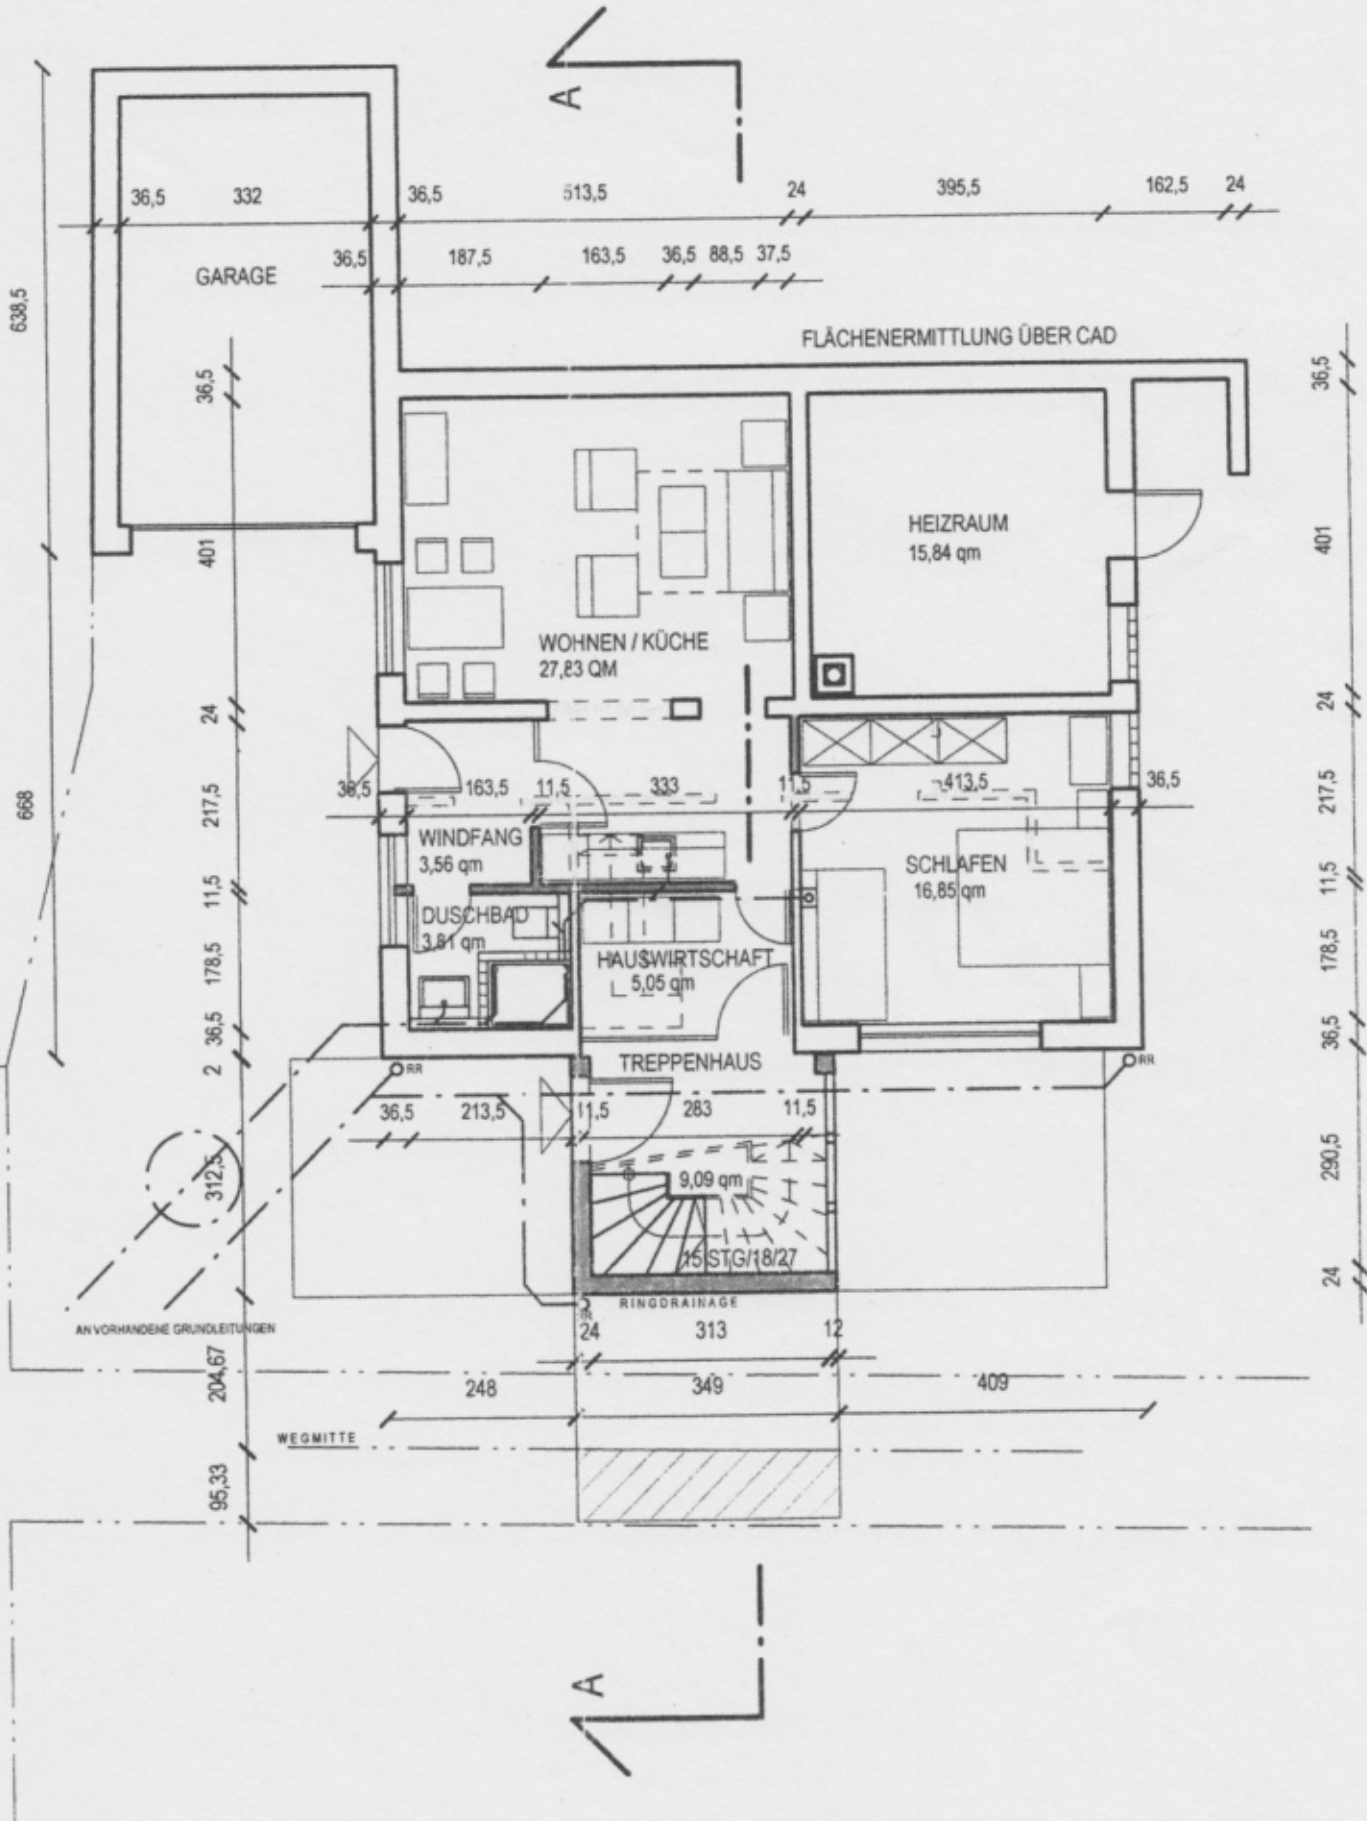 A
36,5 332 36,5 513,5 24 395,5 162,5 24
36,5 187,5 163,5 36,5 88,5 37,5
GARAGE
638,5
FLÄCHENERMITTLUNG ÜBER CAD
36,5
36,5
HEIZRAUM
15,84 qm
401
401
WOHNEN / KÜCHE
27,83 QM
24
24
668
217,5
36,5 163,5 11,5 333 11,5 413,5 36,5
217,5
WINDFANG
3,56 qm
SCHLAFEN
16,85 qm
11,5
11,5
DUSCHBAD
3,81 qm
HAUSWIRTSCHAFT
5,05 qm
178,5
178,5
36,5
36,5
2
RR
TREPPENHAUS
RR
36,5 213,5 11,5 283 11,5
312,5
9,09 qm
290,5
15 STG/18/27
24
RINGDRAINAGE
AN VORHANDENE GRUNDLEITUNGEN
24 313 12
204,67
248 349 409
WEGMITTE
95,33
A